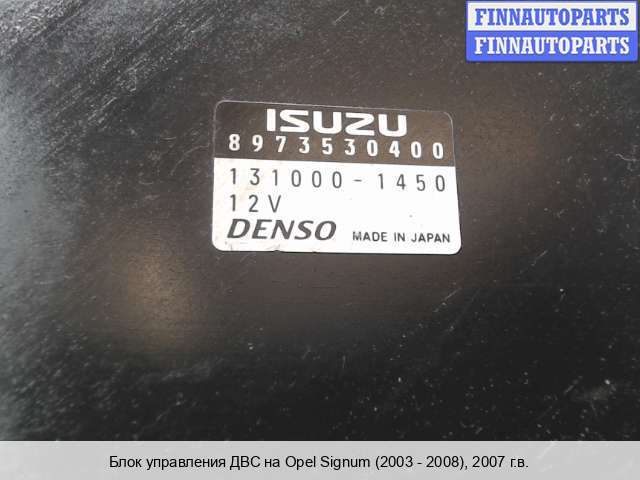 FINNAUTOPARTS
FINNAUTOPARTS
ISUZU
8973530400
131000-1450
12V
DENSO MADE IN JAPAN
Блок управления ДВС на Opel Signum (2003 - 2008), 2007 г.в.